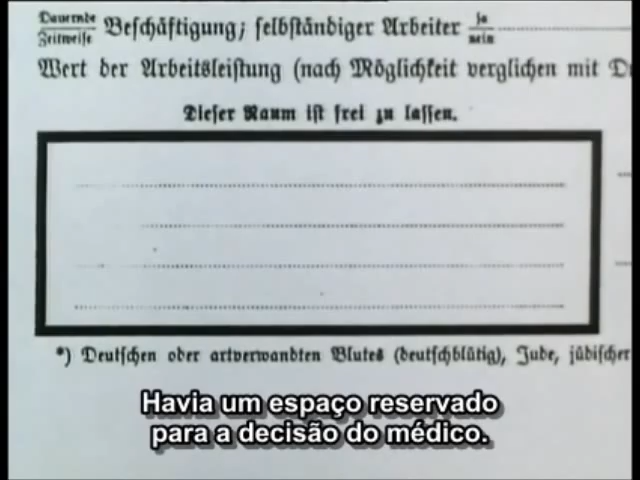 Dauernde
Zeitweise Beschäftigung; selbständiger Arbeiter ja
nein
Wert der Arbeitsleistung (nach Möglichkeit verglichen mit D
Dieser Raum ist frei zu lassen.
*) Deutschen oder artverwandten Blutes (deutschblütig), Jude, jüdischer
Havia um espaço reservado
para a decisão do médico.